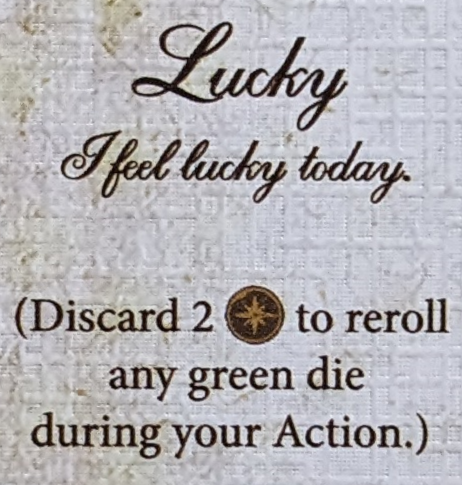 Lucky
I feel lucky today.
(Discard 2 to reroll
any green die
during your Action.)